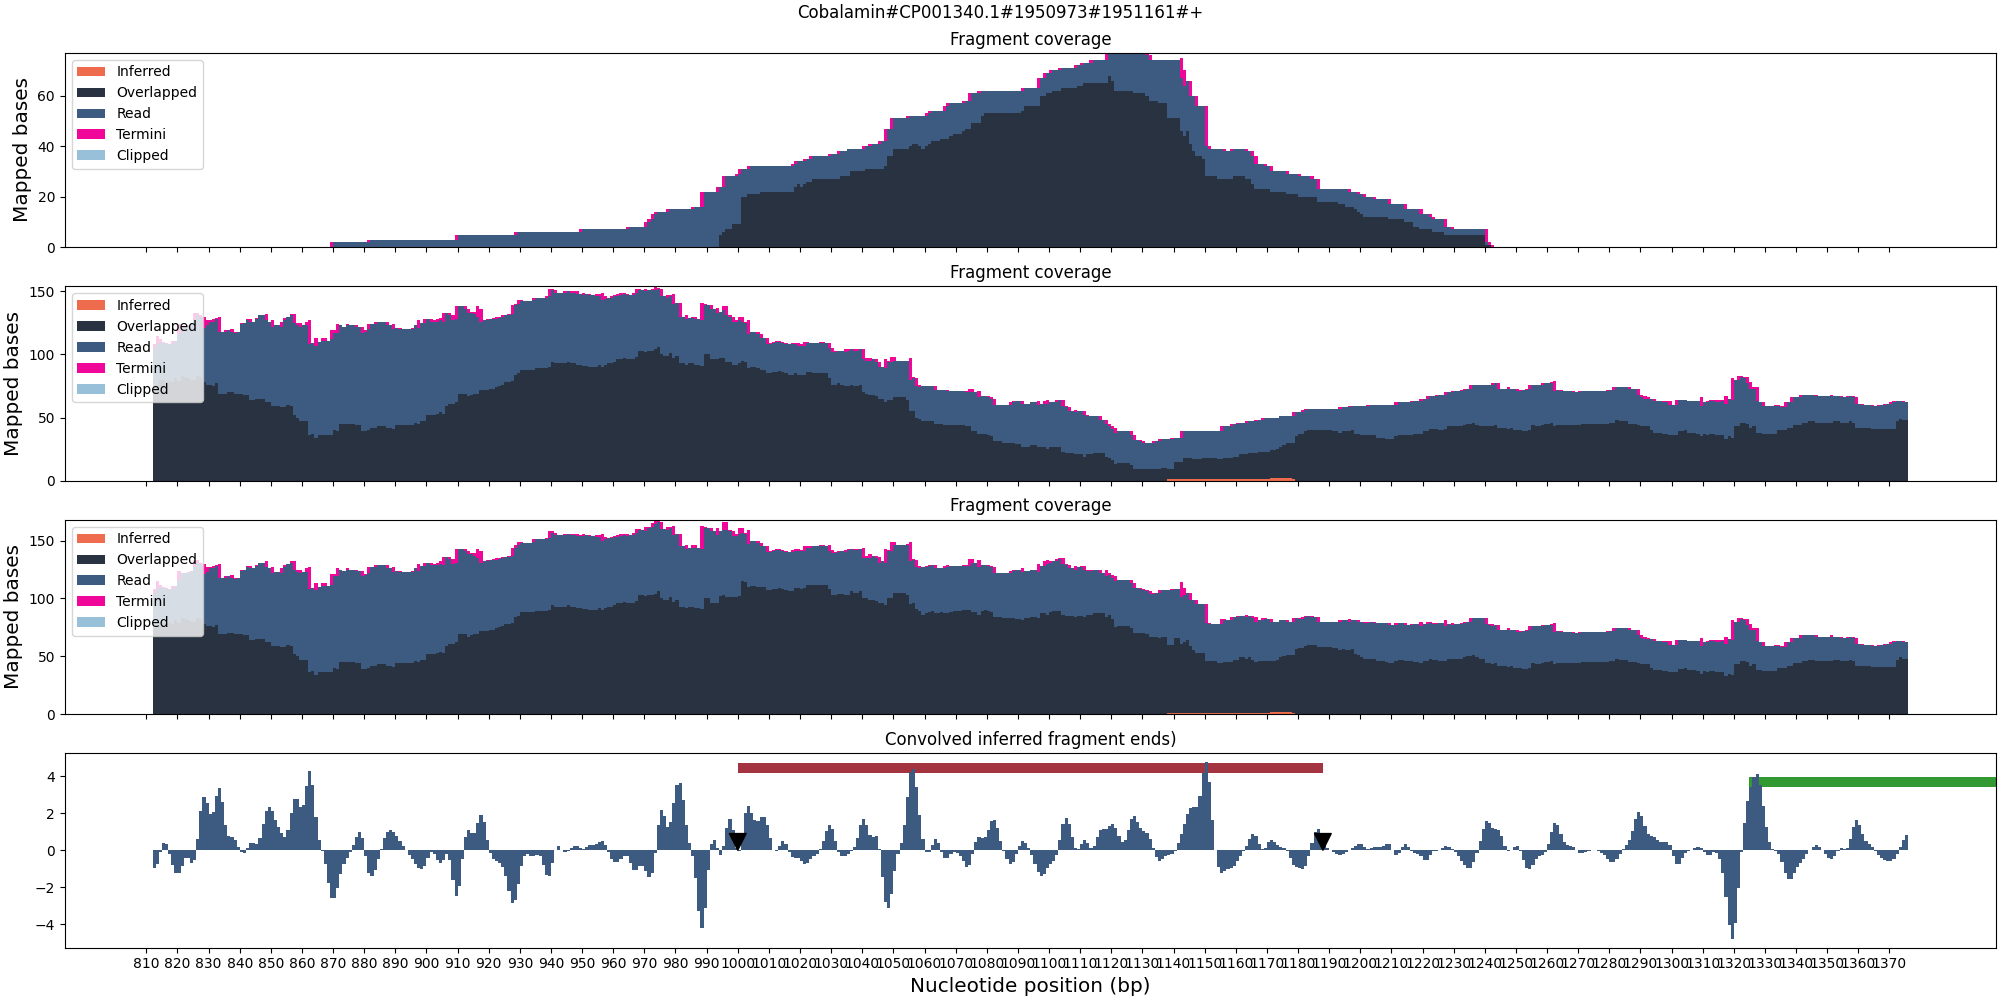 Cobalamin#CP001340.1#1950973#1951161#+
Fragment coverage
Mapped bases
60
40
20
0
Inferred
Overlapped
Read
Termini
Clipped
Fragment coverage
Mapped bases
150
100
50
0
Inferred
Overlapped
Read
Termini
Clipped
Fragment coverage
Mapped bases
150
100
50
0
Inferred
Overlapped
Read
Termini
Clipped
Convolved inferred fragment ends)
4
2
0
−2
−4
810 820 830 840 850 860 870 880 890 900 910 920 930 940 950 960 970 980 990 1000 1010 1020 1030 1040 1050 1060 1070 1080 1090 1100 1110 1120 1130 1140 1150 1160 1170 1180 1190 1200 1210 1220 1230 1240 1250 1260 1270 1280 1290 1300 1310 1320 1330 1340 1350 1360 1370
Nucleotide position (bp)